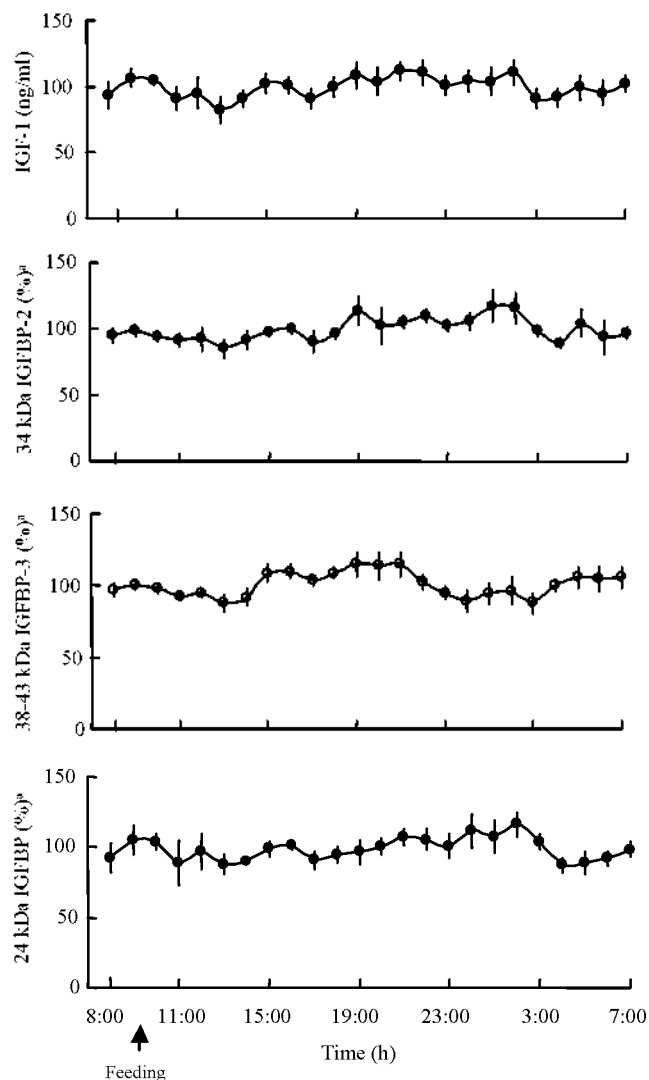 150
100
50
0
IGF-1 (ng/ml)
150
100
50
0
34 kDa IGFBP-2 (%)ª
150
100
50
0
38-43 kDa IGFBP-3 (%)ª
150
100
50
0
24 kDa IGFBP (%)ª
8:00 11:00 15:00 19:00 23:00 3:00 7:00
Time (h)
Feeding